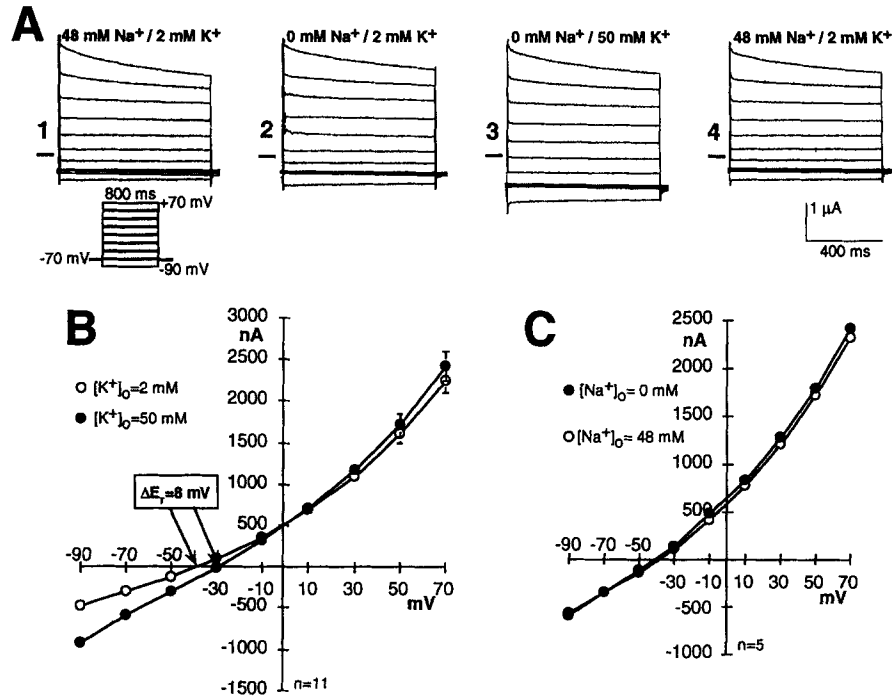 A
48 mM Na+ / 2 mM K+
0 mM Na+ / 2 mM K+
0 mM Na+ / 50 mM K+
48 mM Na+ / 2 mM K+
1
2
3
4
800 ms
+70 mV
-70 mV
-90 mV
1 μA
400 ms
B
3000
nA
2500
2000
1500
1000
500
-500
-1000
-1500
[K+]o=2 mM
[K+]o=50 mM
ΔEr=8 mV
-90 -70 -50 -30 -10 10 30 50 70
mV
n=11
C
2500
nA
2000
1500
1000
500
-500
-1000
[Na+]o= 0 mM
[Na+]o= 48 mM
-90 -70 -50 -30 -10 10 30 50 70
mV
n=5